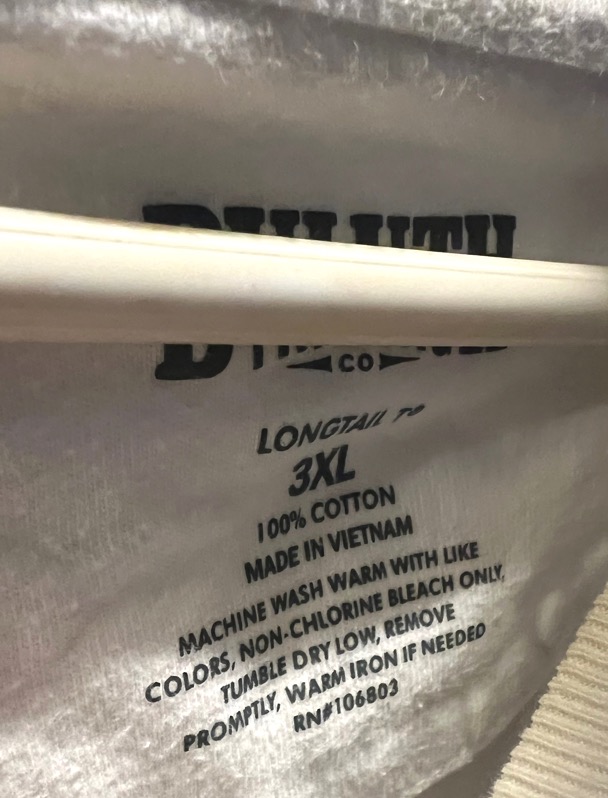 DULUTH
CO
LONGTAIL
3XL
100% COTTON
MADE IN VIETNAM
MACHINE WASH WARM WITH LIKE
COLORS, NON-CHLORINE BLEACH ONLY,
TUMBLE DRY LOW, REMOVE
PROMPTLY, WARM IRON IF NEEDED
RN#106803